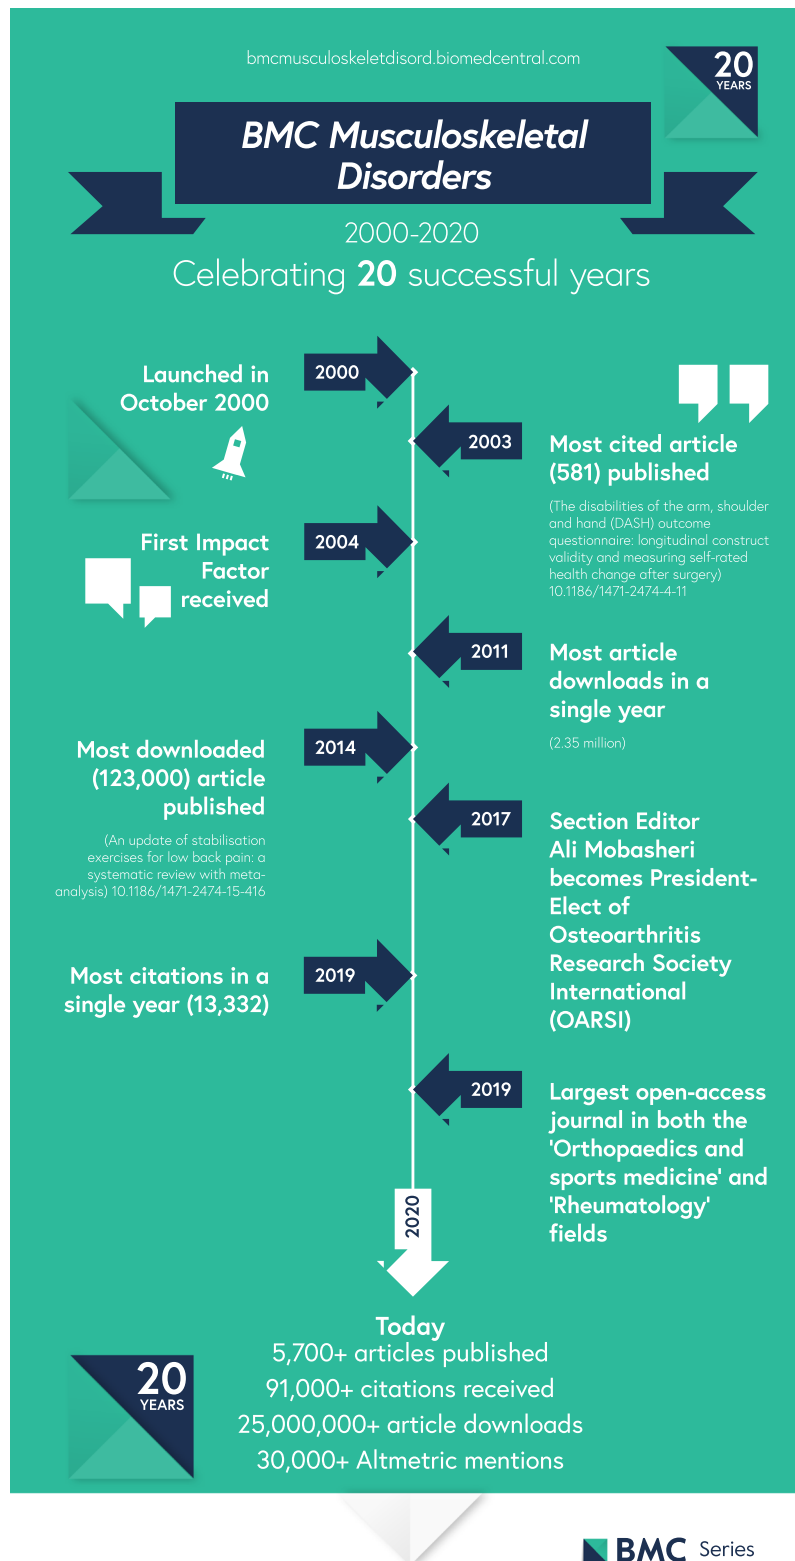 bmcmusculoskeletdisord.biomedcentral.com
20
YEARS
BMC Musculoskeletal
Disorders
2000-2020
Celebrating 20 successful years
2000
Launched in
October 2000
2003
Most cited article
(581) published
(The disabilities of the arm, shoulder
and hand (DASH) outcome
questionnaire: longitudinal construct
validity and measuring self-rated
health change after surgery)
10.1186/1471-2474-4-11
2004
First Impact
Factor
received
2011
Most article
downloads in a
single year
(2.35 million)
2014
Most downloaded
(123,000) article
published
(An update of stabilisation
exercises for low back pain: a
systematic review with meta-
analysis) 10.1186/1471-2474-15-416
2017
Section Editor
Ali Mobasheri
becomes President-
Elect of
Osteoarthritis
Research Society
International
(OARSI)
2019
Most citations in a
single year (13,332)
2019
Largest open-access
journal in both the
'Orthopaedics and
sports medicine' and
'Rheumatology'
fields
2020
Today
5,700+ articles published
91,000+ citations received
25,000,000+ article downloads
30,000+ Altmetric mentions
20
YEARS
BMC Series